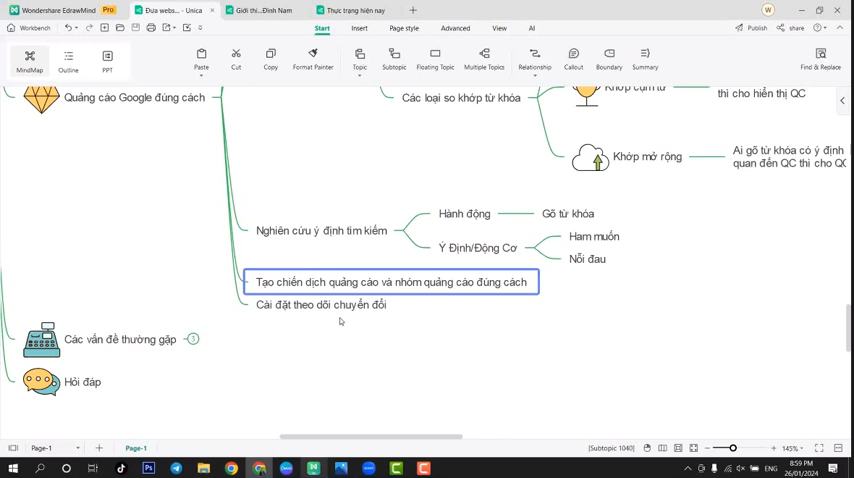 Wondershare EdrawMind Pro
Đưa webs... - Unica
Giới thi...Đình Nam
Thực trạng hiện nay
W
Workbench
Start
Insert
Page style
Advanced
View
AI
Publish
share
MindMap
Outline
PPT
Paste
Cut
Copy
Format Painter
Topic
Subtopic
Floating Topic
Multiple Topics
Relationship
Callout
Boundary
Summary
Find & Replace
Quảng cáo Google đúng cách
Các loại so khớp từ khóa
Khớp cụm từ
thì cho hiển thị QC
Khớp mở rộng
Ai gõ từ khóa có ý định
quan đến QC thì cho QC
Nghiên cứu ý định tìm kiếm
Hành động
Gõ từ khóa
Ý Định/Động Cơ
Ham muốn
Nỗi đau
Tạo chiến dịch quảng cáo và nhóm quảng cáo đúng cách
Cài đặt theo dõi chuyển đổi
Các vấn đề thường gặp
3
Hỏi đáp
Page-1
Page-1
[Subtopic 1040]
145%
Ps
ENG
8:59 PM
26/01/2024